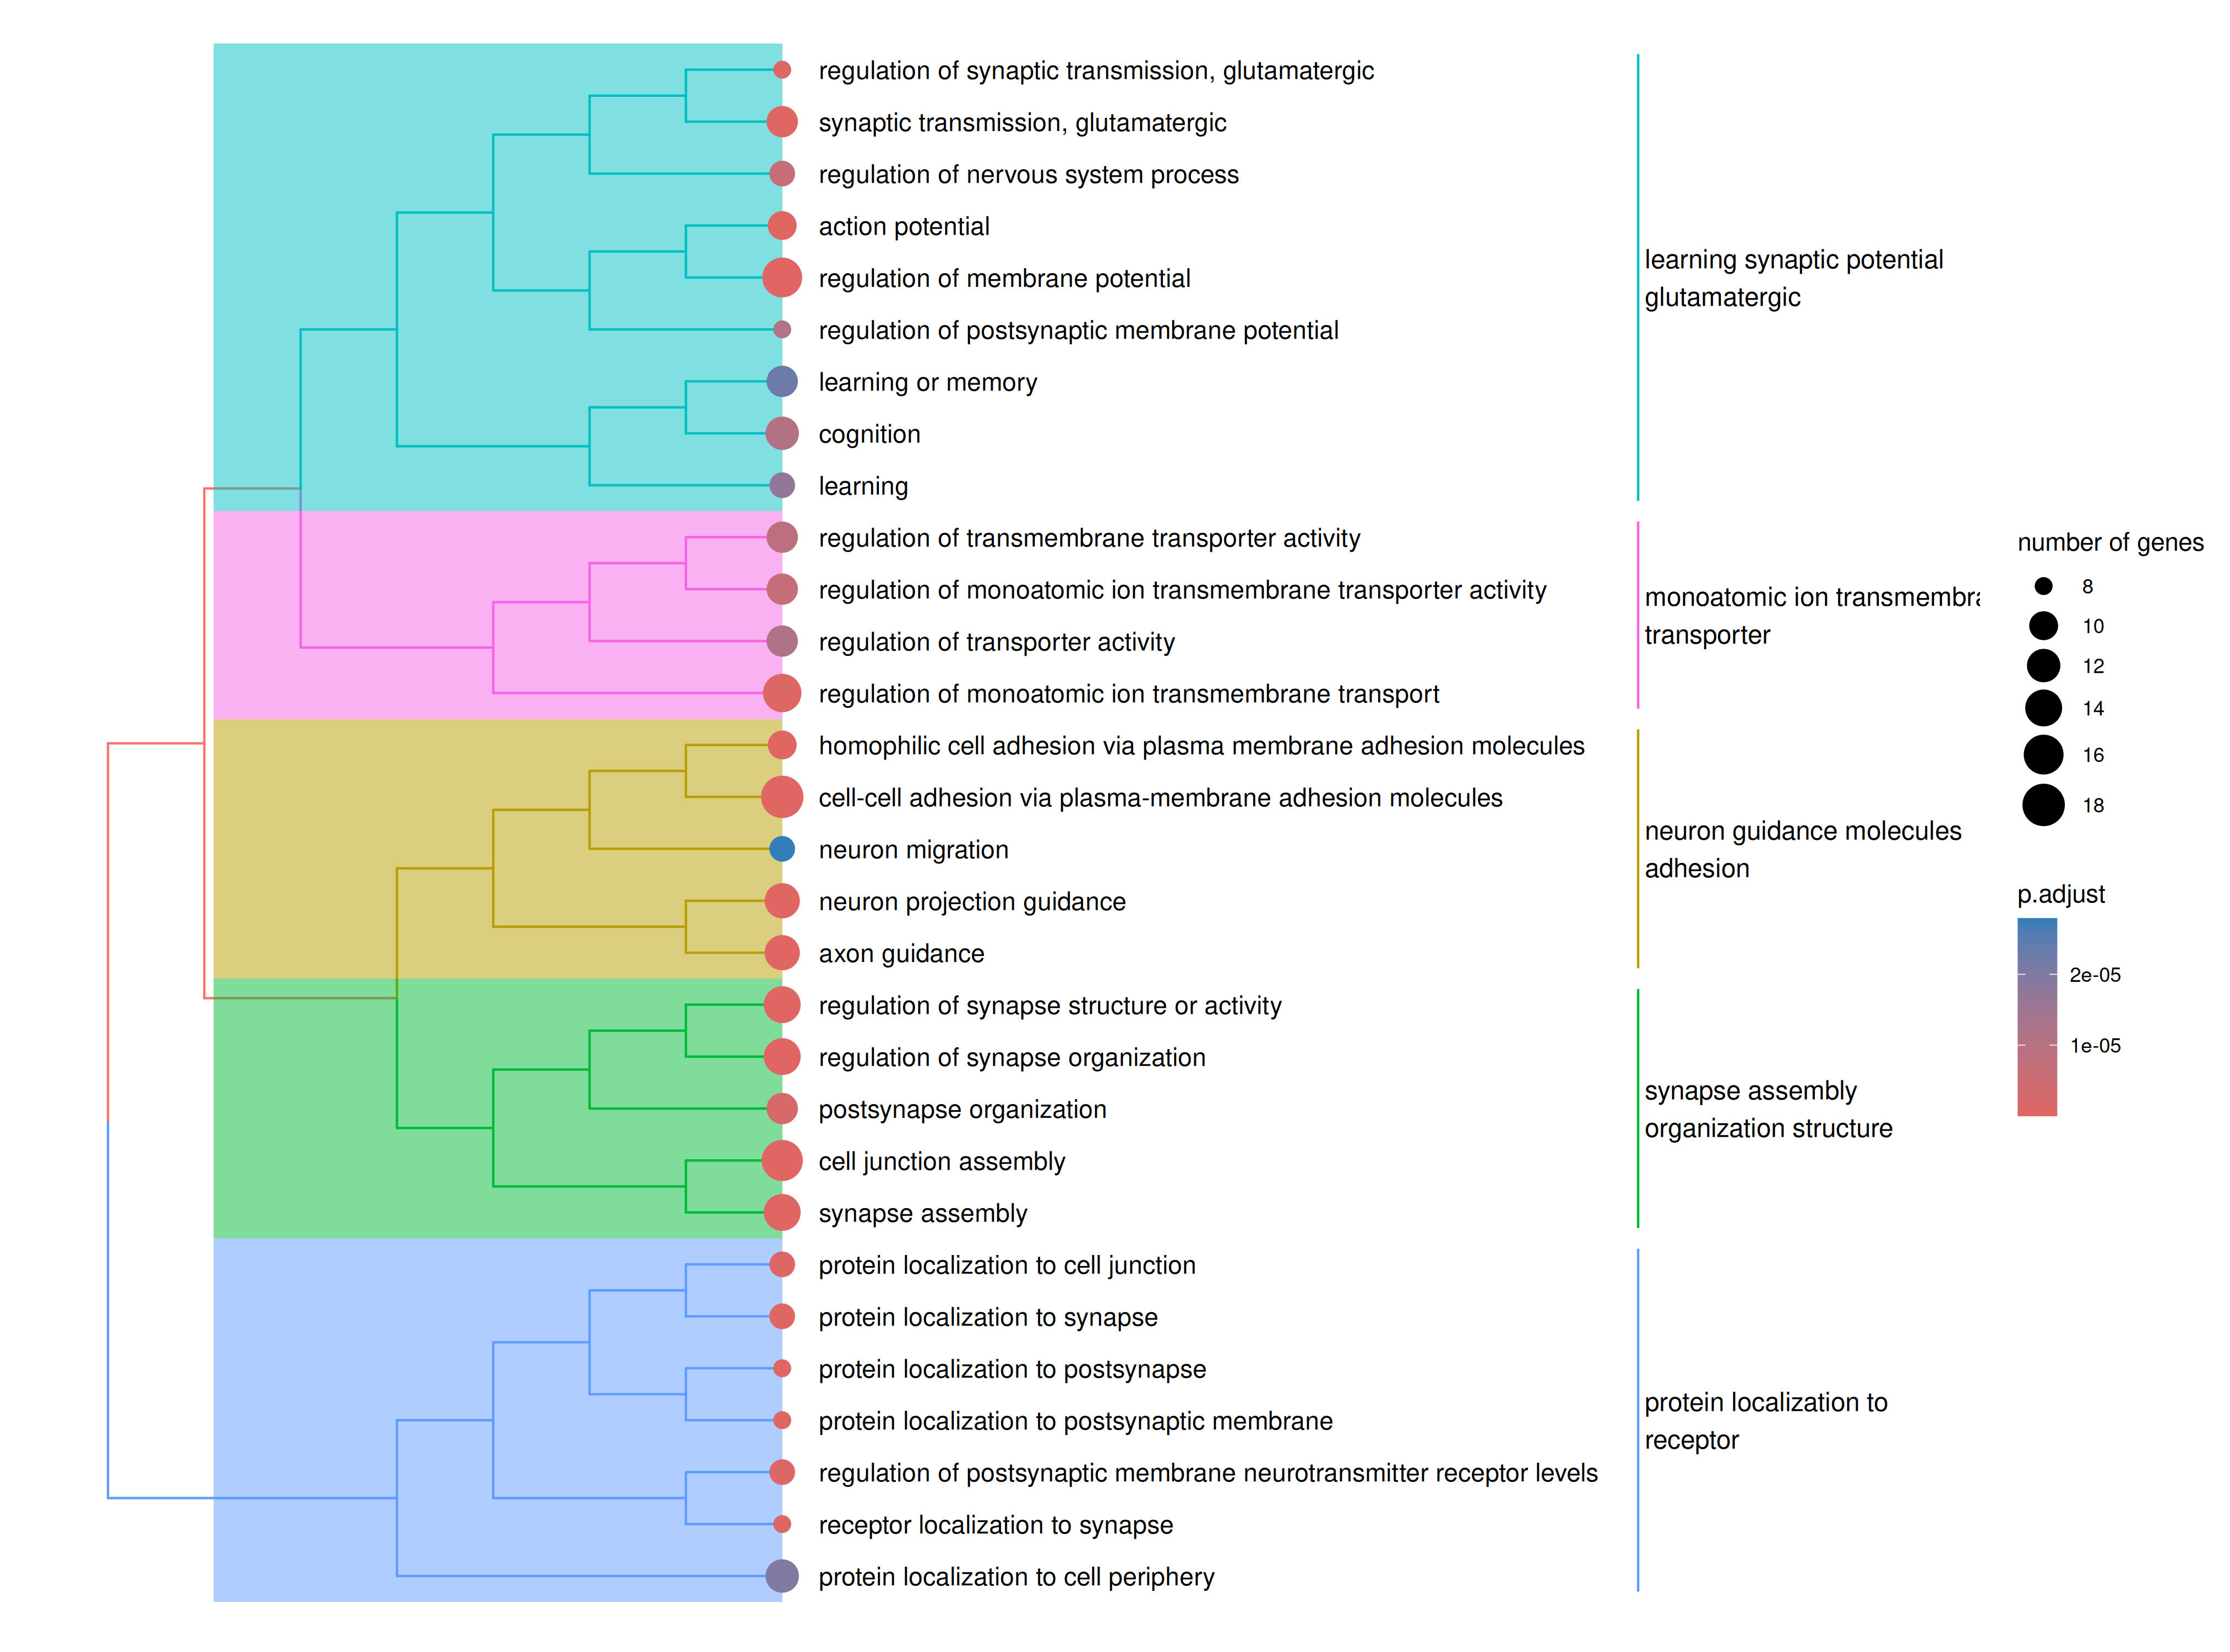 regulation of synaptic transmission, glutamatergic
synaptic transmission, glutamatergic
regulation of nervous system process
action potential
regulation of membrane potential
regulation of postsynaptic membrane potential
learning or memory
cognition
learning
regulation of transmembrane transporter activity
regulation of monoatomic ion transmembrane transporter activity
regulation of transporter activity
regulation of monoatomic ion transmembrane transport
homophilic cell adhesion via plasma membrane adhesion molecules
cell-cell adhesion via plasma-membrane adhesion molecules
neuron migration
neuron projection guidance
axon guidance
regulation of synapse structure or activity
regulation of synapse organization
postsynapse organization
cell junction assembly
synapse assembly
protein localization to cell junction
protein localization to synapse
protein localization to postsynapse
protein localization to postsynaptic membrane
regulation of postsynaptic membrane neurotransmitter receptor levels
receptor localization to synapse
protein localization to cell periphery
learning synaptic potential
glutamatergic
monoatomic ion transmembra
transporter
neuron guidance molecules
adhesion
synapse assembly
organization structure
protein localization to
receptor
number of genes
8
10
12
14
16
18
p.adjust
2e-05
1e-05